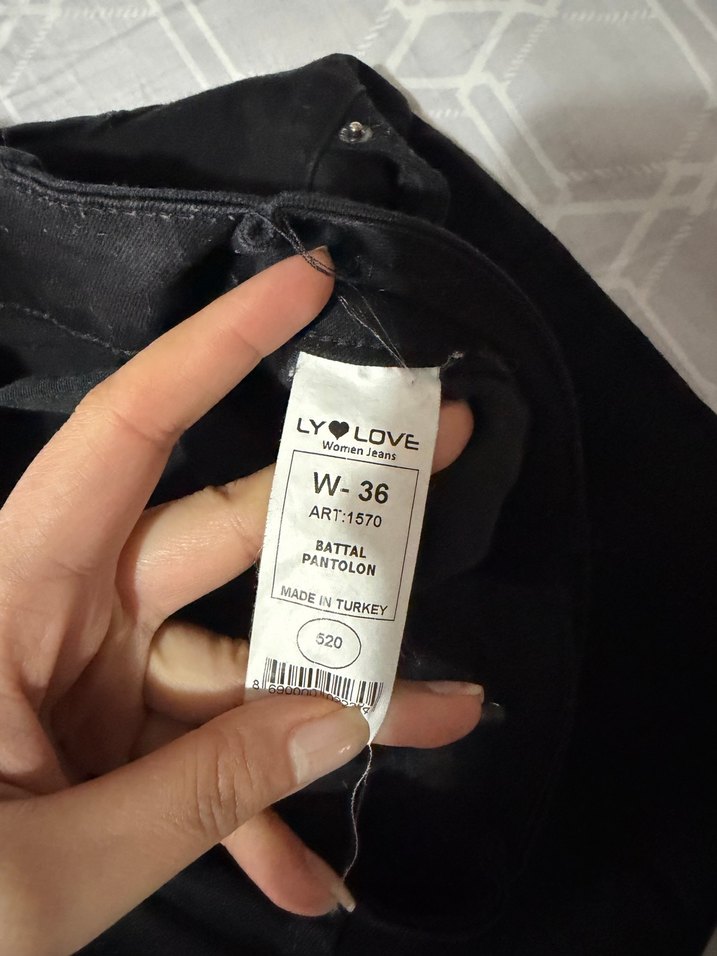 LY♥LOVE
Women Jeans
W- 36
ART:1570
BATTAL
PANTOLON
MADE IN TURKEY
520